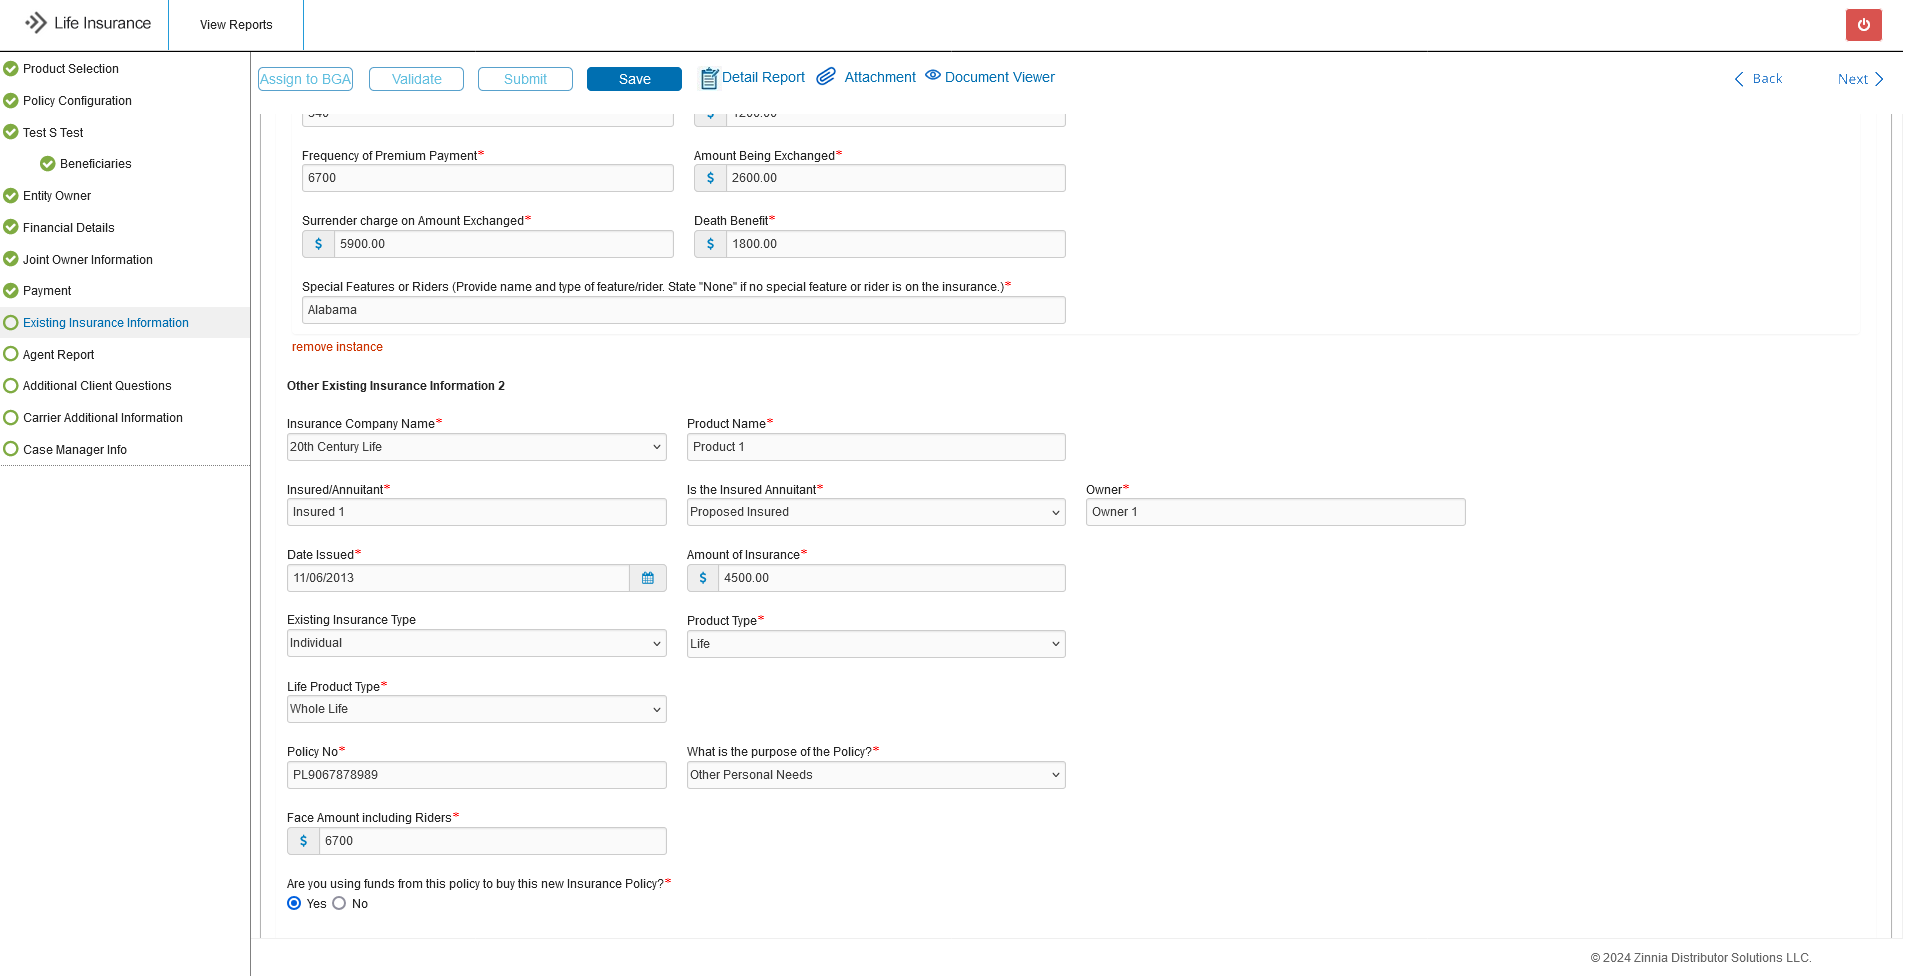 Life Insurance
View Reports
Product Selection
Policy Configuration
Test S Test
Beneficiaries
Entity Owner
Financial Details
Joint Owner Information
Payment
Existing Insurance Information
Agent Report
Additional Client Questions
Carrier Additional Information
Case Manager Info
Assign to BGA Validate Submit Save Detail Report Attachment Document Viewer Back Next
Frequency of Premium Payment* Amount Being Exchanged*
6700 $ 2600.00
Surrender charge on Amount Exchanged* Death Benefit*
$ 5900.00 $ 1800.00
Special Features or Riders (Provide name and type of feature/rider. State "None" if no special feature or rider is on the insurance.)*
Alabama
remove instance
Other Existing Insurance Information 2
Insurance Company Name* Product Name*
20th Century Life Product 1
Insured/Annuitant* Is the Insured Annuitant* Owner*
Insured 1 Proposed Insured Owner 1
Date Issued* Amount of Insurance*
11/06/2013 $ 4500.00
Existing Insurance Type Product Type*
Individual Life
Life Product Type*
Whole Life
Policy No* What is the purpose of the Policy?*
PL9067878989 Other Personal Needs
Face Amount including Riders*
$ 6700
Are you using funds from this policy to buy this new Insurance Policy?*
Yes No
© 2024 Zinnia Distributor Solutions LLC.